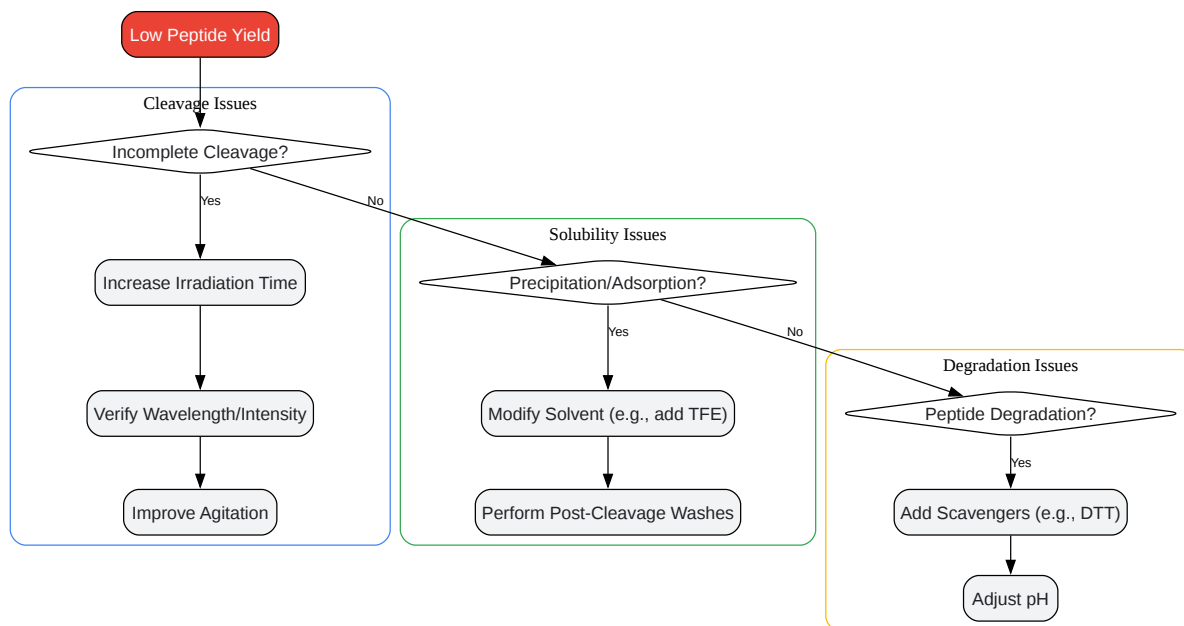 Low Peptide Yield
Cleavage Issues
Incomplete Cleavage?
Yes
No
Increase Irradiation Time
Verify Wavelength/Intensity
Improve Agitation
Solubility Issues
Precipitation/Adsorption?
Yes
No
Modify Solvent (e.g., add TFE)
Perform Post-Cleavage Washes
Degradation Issues
Peptide Degradation?
Yes
Add Scavengers (e.g., DTT)
Adjust pH